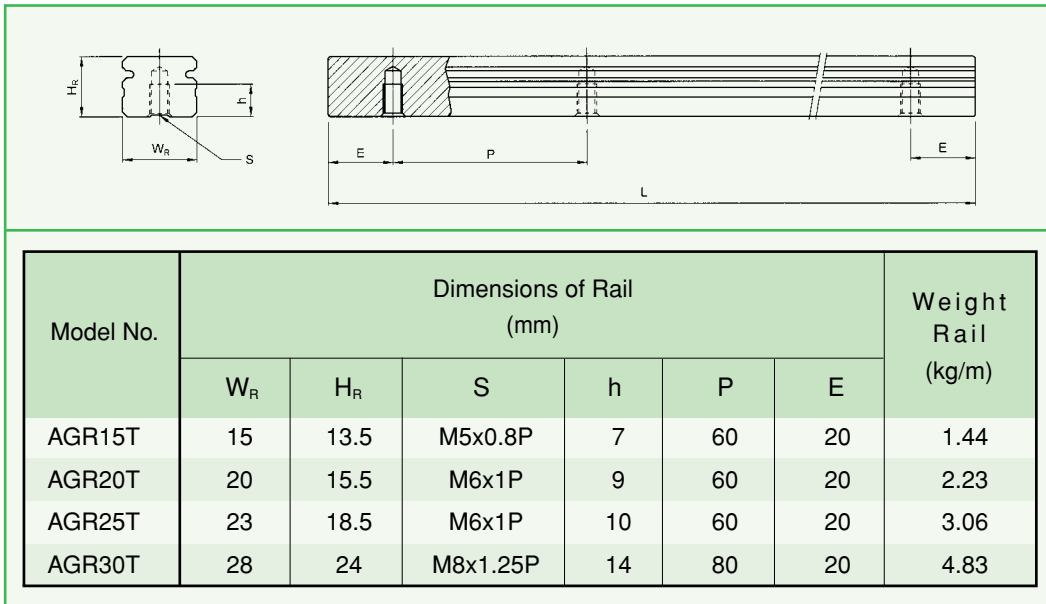 H_R
h
W_R
S
E
P
E
L
Model No.
Dimensions of Rail
(mm)
Weight
Rail
(kg/m)
W_R H_R S h P E
AGR15T 15 13.5 M5x0.8P 7 60 20 1.44
AGR20T 20 15.5 M6x1P 9 60 20 2.23
AGR25T 23 18.5 M6x1P 10 60 20 3.06
AGR30T 28 24 M8x1.25P 14 80 20 4.83